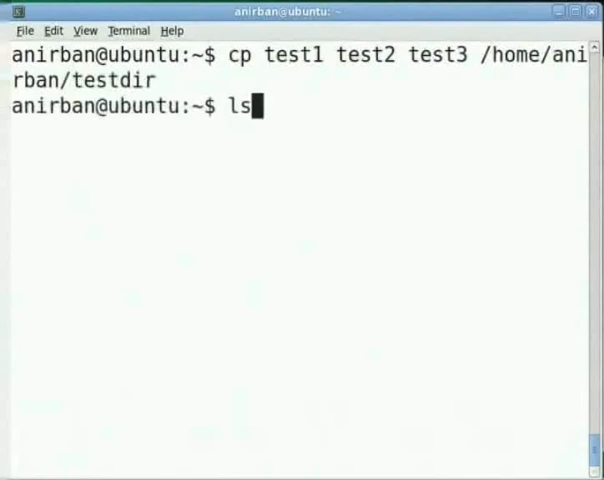 anirban@ubuntu: ~
File Edit View Terminal Help
anirban@ubuntu:~$ cp test1 test2 test3 /home/ani
rban/testdir
anirban@ubuntu:~$ ls